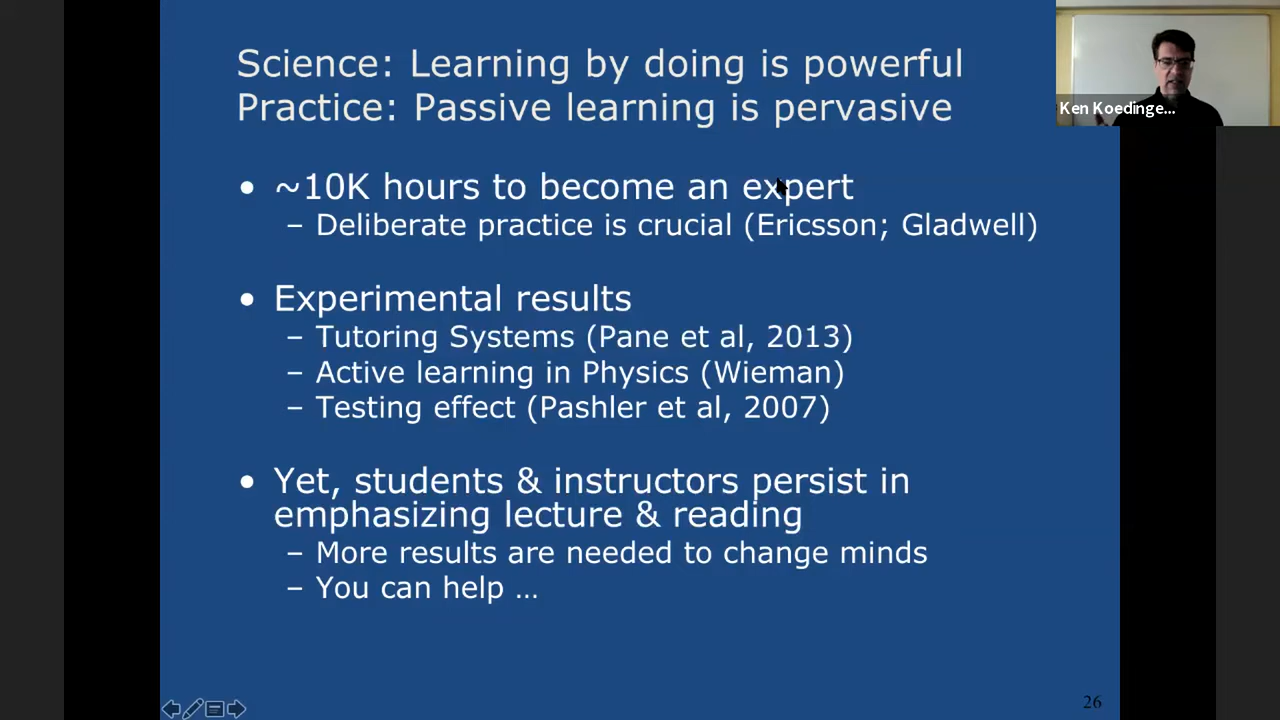 Science: Learning by doing is powerful
Practice: Passive learning is pervasive
Ken Koedinge...
• ~10K hours to become an expert
– Deliberate practice is crucial (Ericsson; Gladwell)
• Experimental results
– Tutoring Systems (Pane et al, 2013)
– Active learning in Physics (Wieman)
– Testing effect (Pashler et al, 2007)
• Yet, students & instructors persist in
emphasizing lecture & reading
– More results are needed to change minds
– You can help …
26